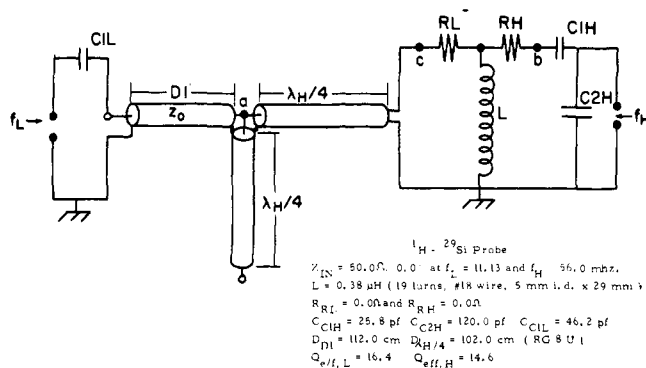 C1L
RL
RH
C1H
c
b
D1
a
λH/4
Z0
fL
L
C2H
fH
λH/4
1H - 29Si Probe
ZIN = 50.0Ω, 0.0° at fL = 11.13 and fH 56.0 mhz.
L = 0.38 μH ( 19 turns, #18 wire, 5 mm i.d. x 29 mm )
RRL = 0.0Ω and RRH = 0.0Ω
CC1H = 25.8 pf CC2H = 120.0 pf CC1L = 46.2 pf
DD1 = 112.0 cm DλH/4 = 102.0 cm ( RG 8 U )
Qeff, L = 16.4 Qeff, H = 14.6